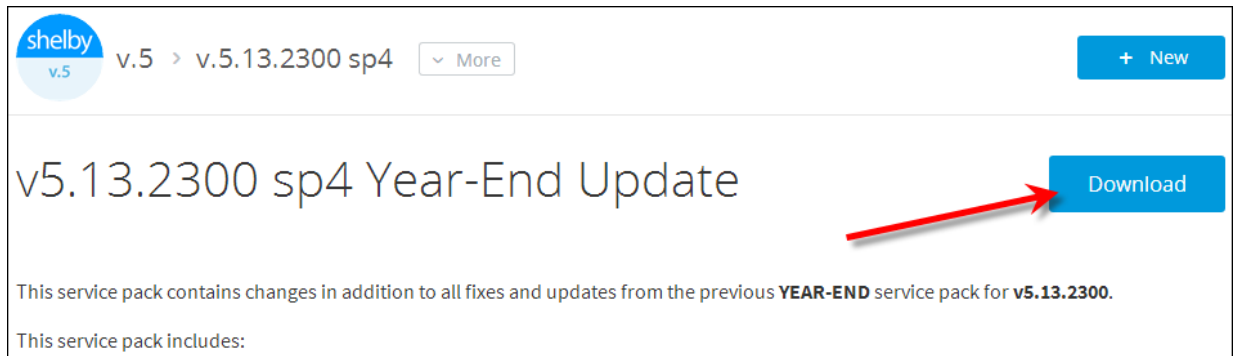 shelby
v.5
v.5 > v.5.13.2300 sp4
More
+ New
v5.13.2300 sp4 Year-End Update
Download
This service pack contains changes in addition to all fixes and updates from the previous YEAR-END service pack for v5.13.2300.
This service pack includes: